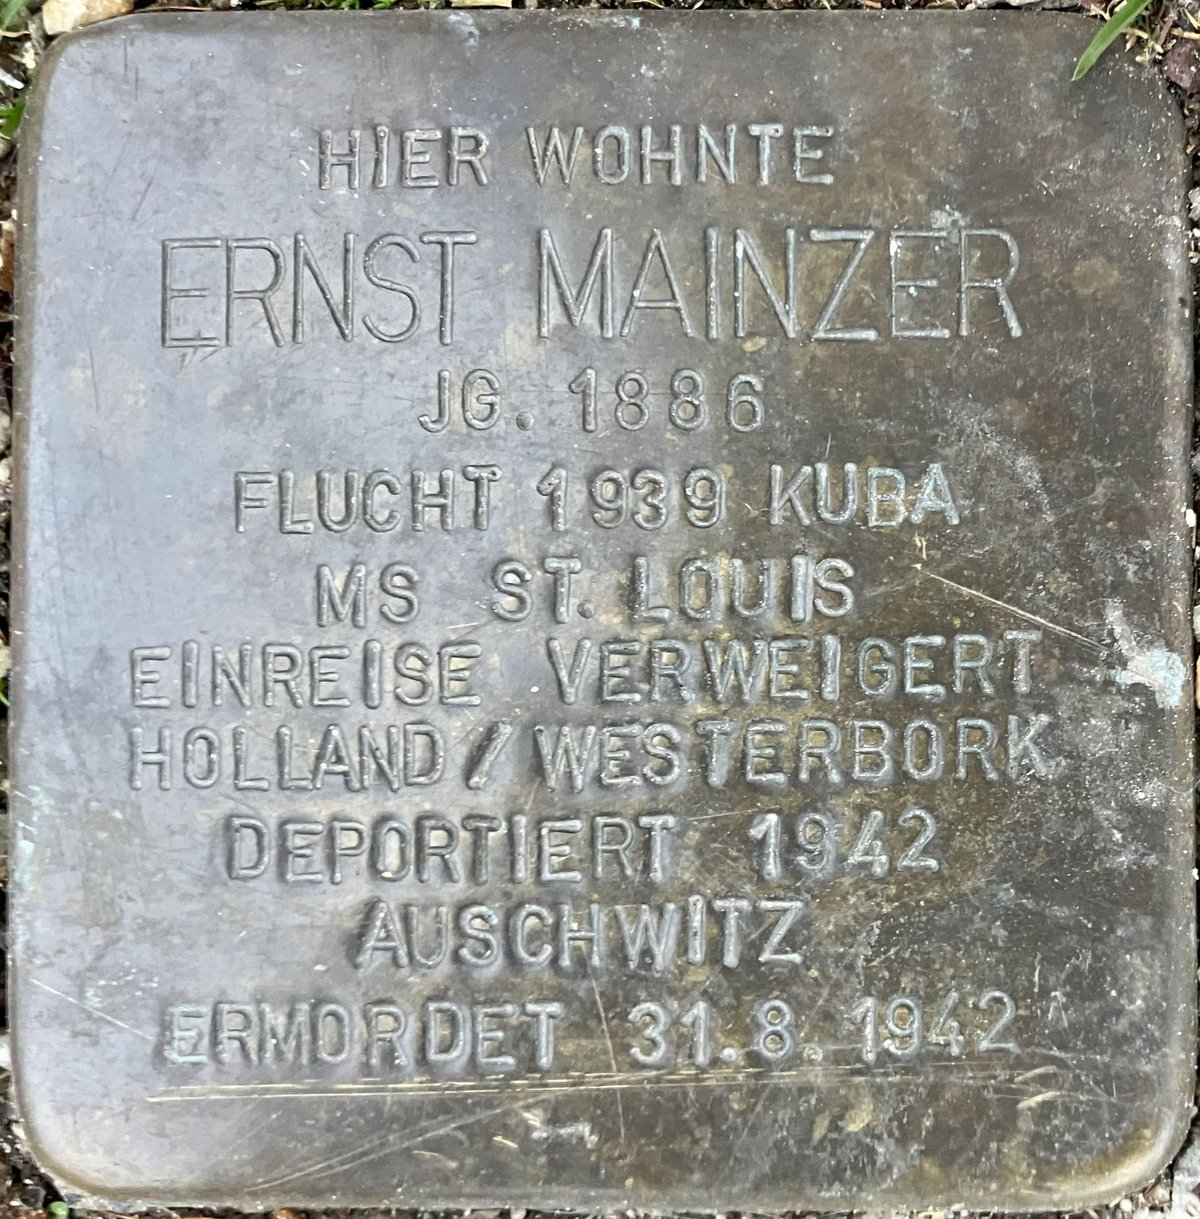 HIER WOHNTE
ERNST MAINZER
JG. 1886
FLUCHT 1939 KUBA
MS ST. LOUIS
EINREISE VERWEIGERT
HOLLAND / WESTERBORK
DEPORTIERT 1942
AUSCHWITZ
ERMORDET 31.8.1942